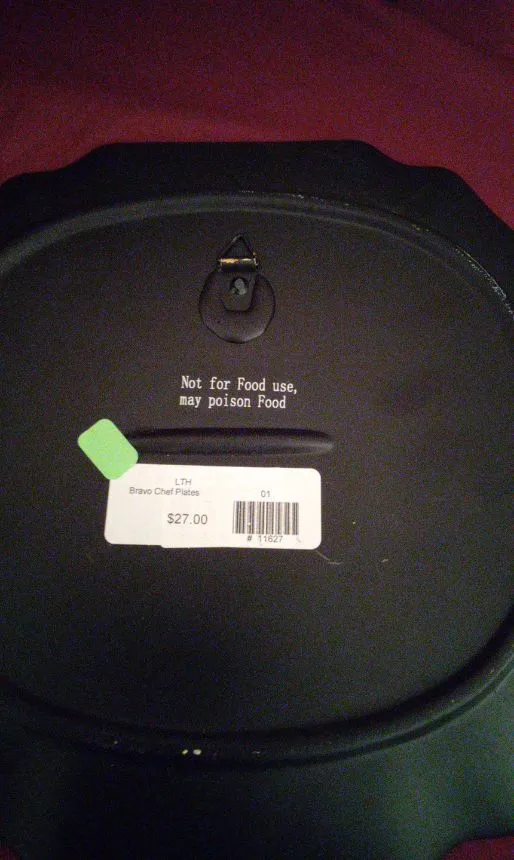 Not for Food use,
may poison Food
LTH
Bravo Chef Plates
01
$27.00
# 11627